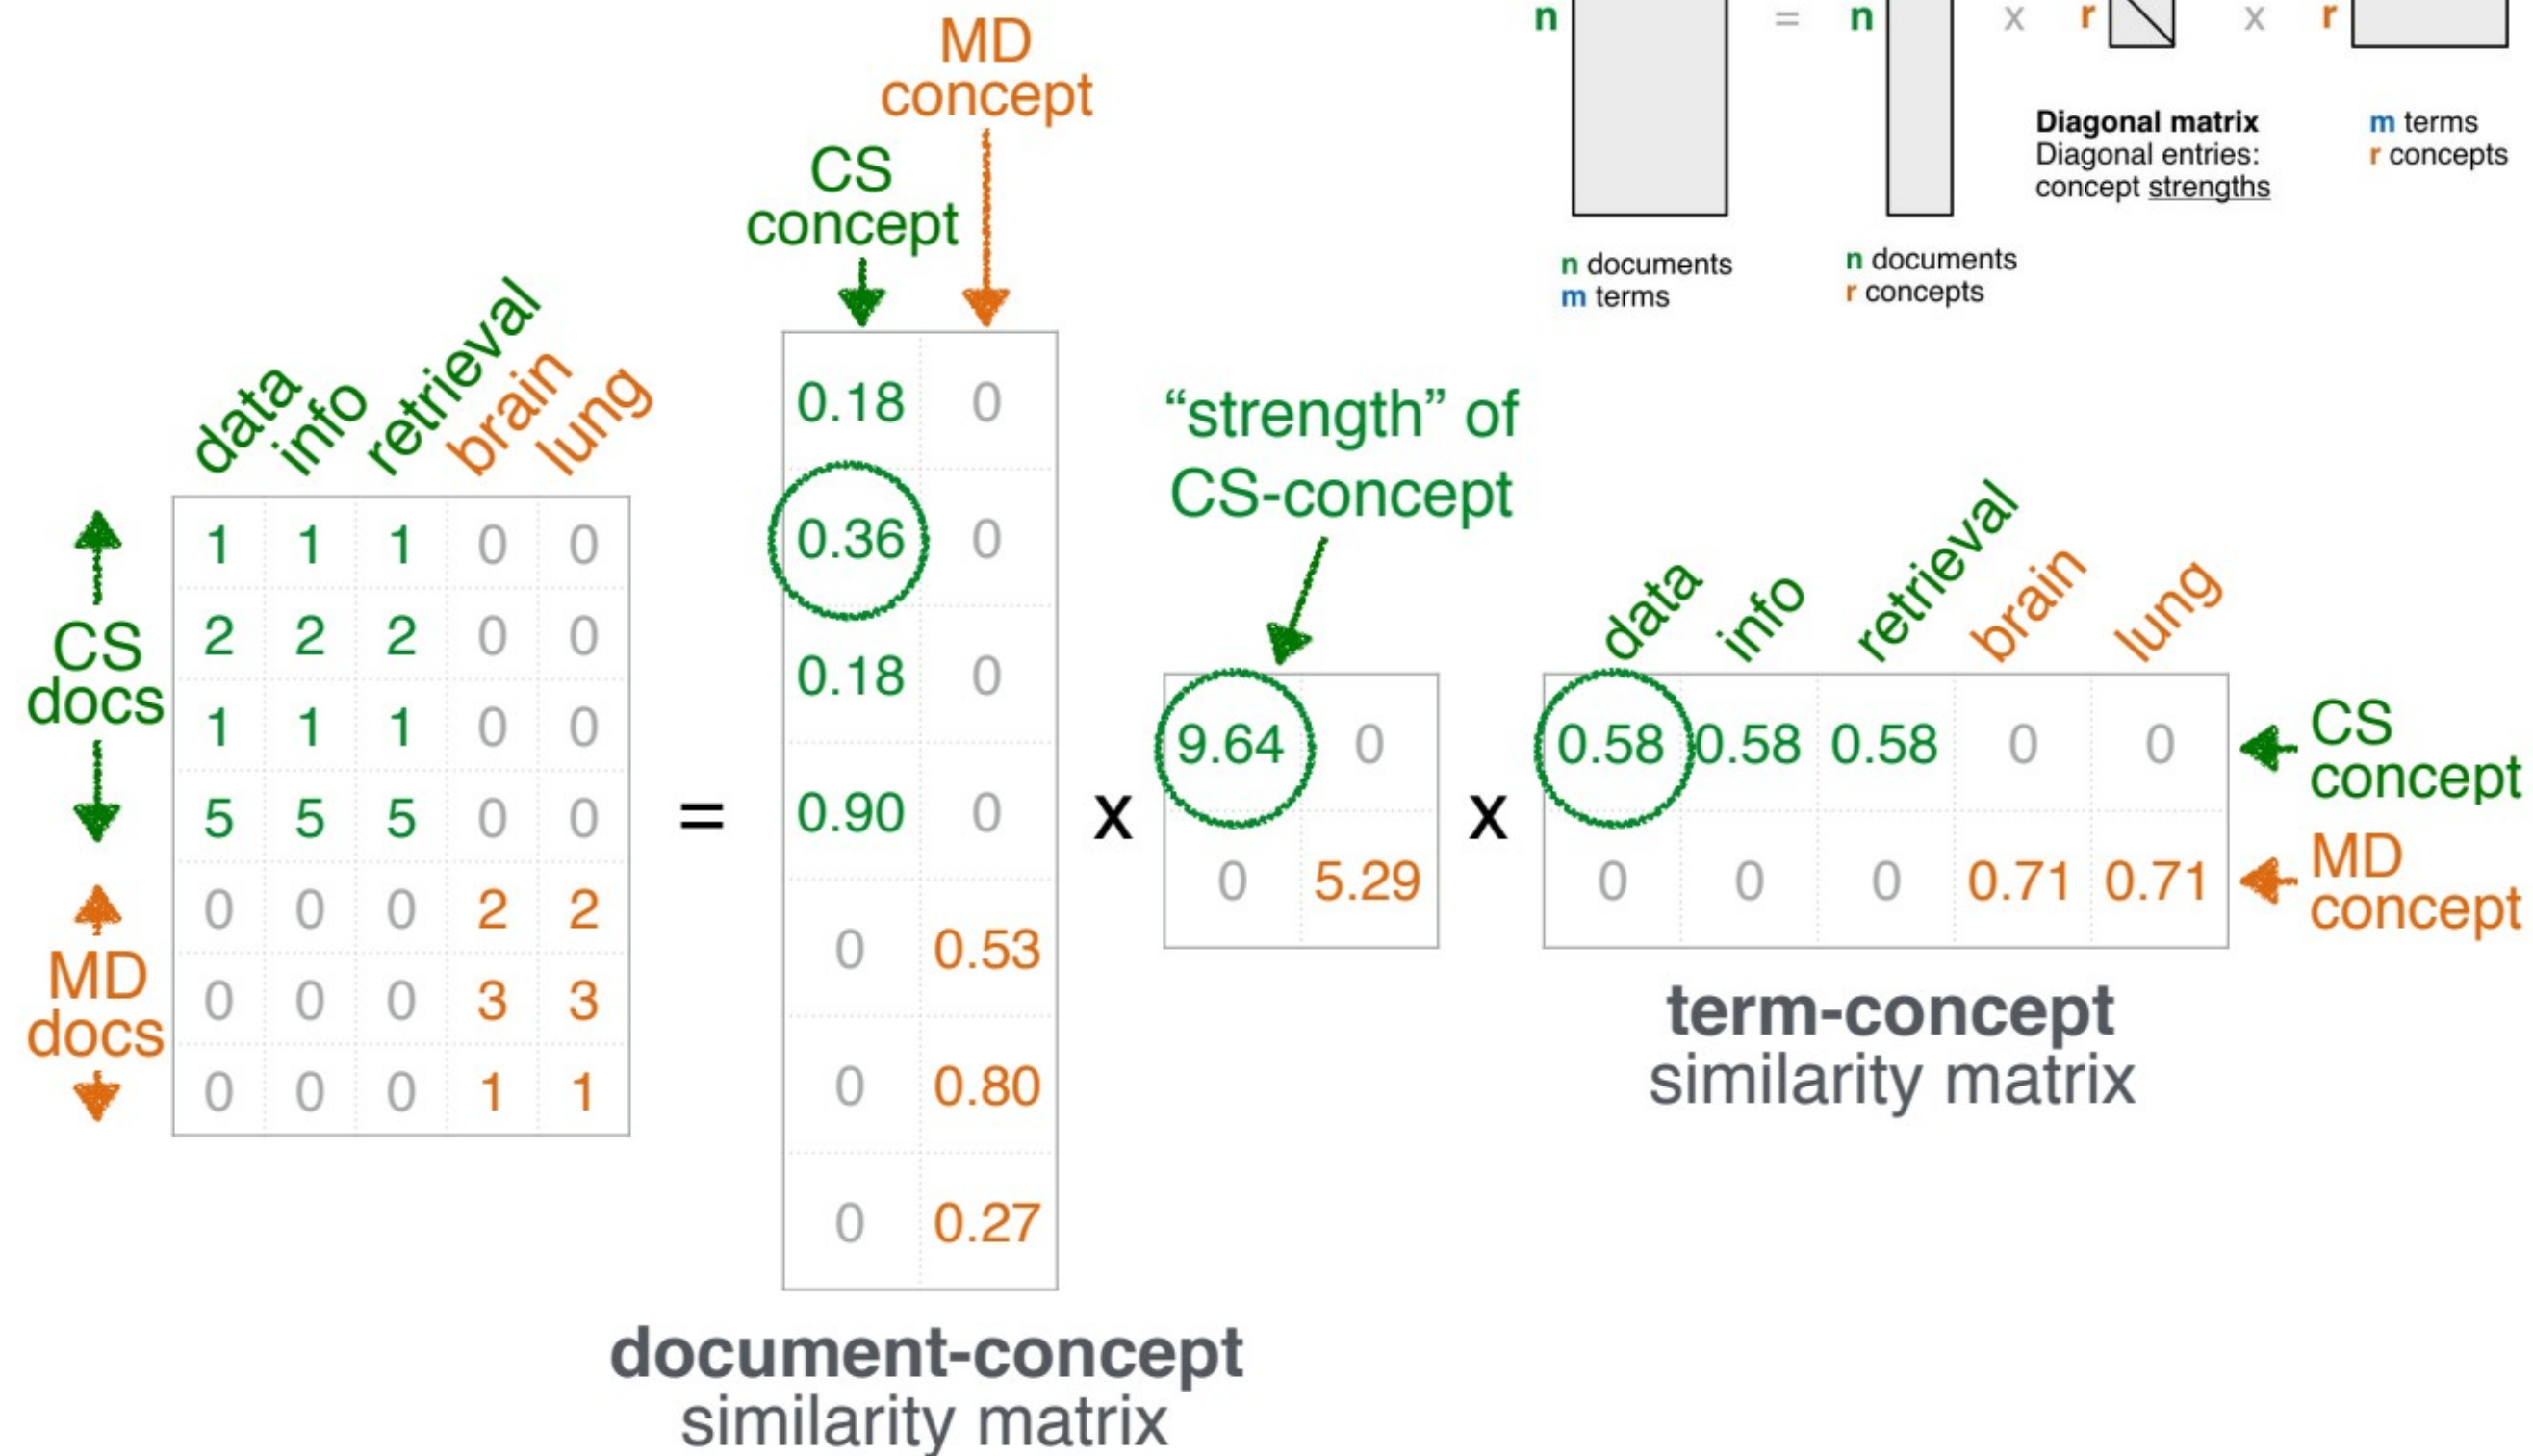 n = n x r x r
Diagonal matrix
Diagonal entries:
concept strengths
m terms
r concepts
n documents
m terms
n documents
r concepts
MD
concept
CS
concept
data info retrieval brain lung
CS
docs
MD
docs
1 1 1 0 0
2 2 2 0 0
1 1 1 0 0
5 5 5 0 0
0 0 0 2 2
0 0 0 3 3
0 0 0 1 1
=
0.18 0
0.36 0
0.18 0
0.90 0
0 0.53
0 0.80
0 0.27
document-concept
similarity matrix
x
“strength” of
CS-concept
9.64 0
0 5.29
x
data info retrieval brain lung
0.58 0.58 0.58 0 0
0 0 0 0.71 0.71
CS
concept
MD
concept
term-concept
similarity matrix